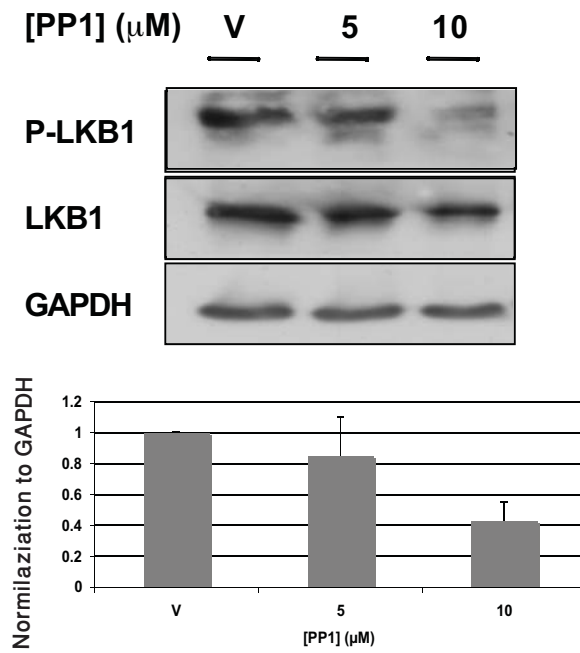 [PP1] (μM) V 5 10
P-LKB1
LKB1
GAPDH
Normilaziation to GAPDH
1.2
1
0.8
0.6
0.4
0.2
0
V 5 10
[PP1] (µM)